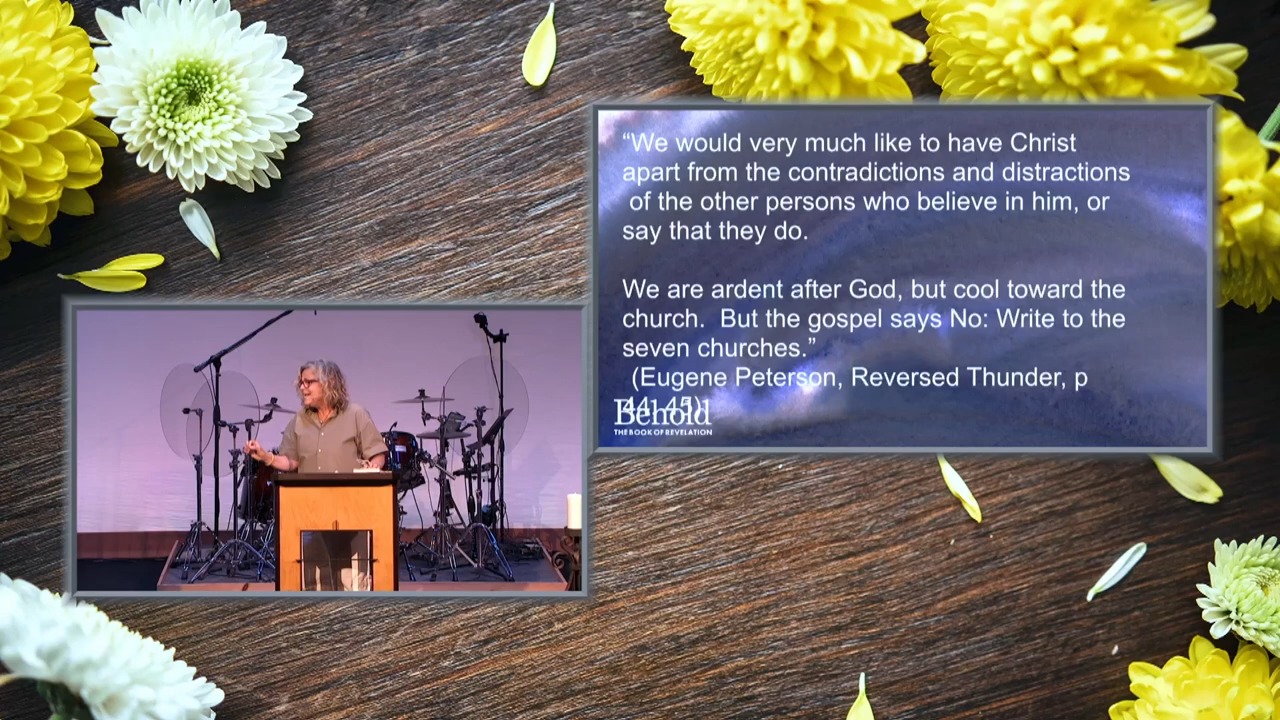 “We would very much like to have Christ
apart from the contradictions and distractions
of the other persons who believe in him, or
say that they do.
We are ardent after God, but cool toward the
church.  But the gospel says No: Write to the
seven churches.”
(Eugene Peterson, Reversed Thunder, p
44, 45)
Behold
THE BOOK OF REVELATION